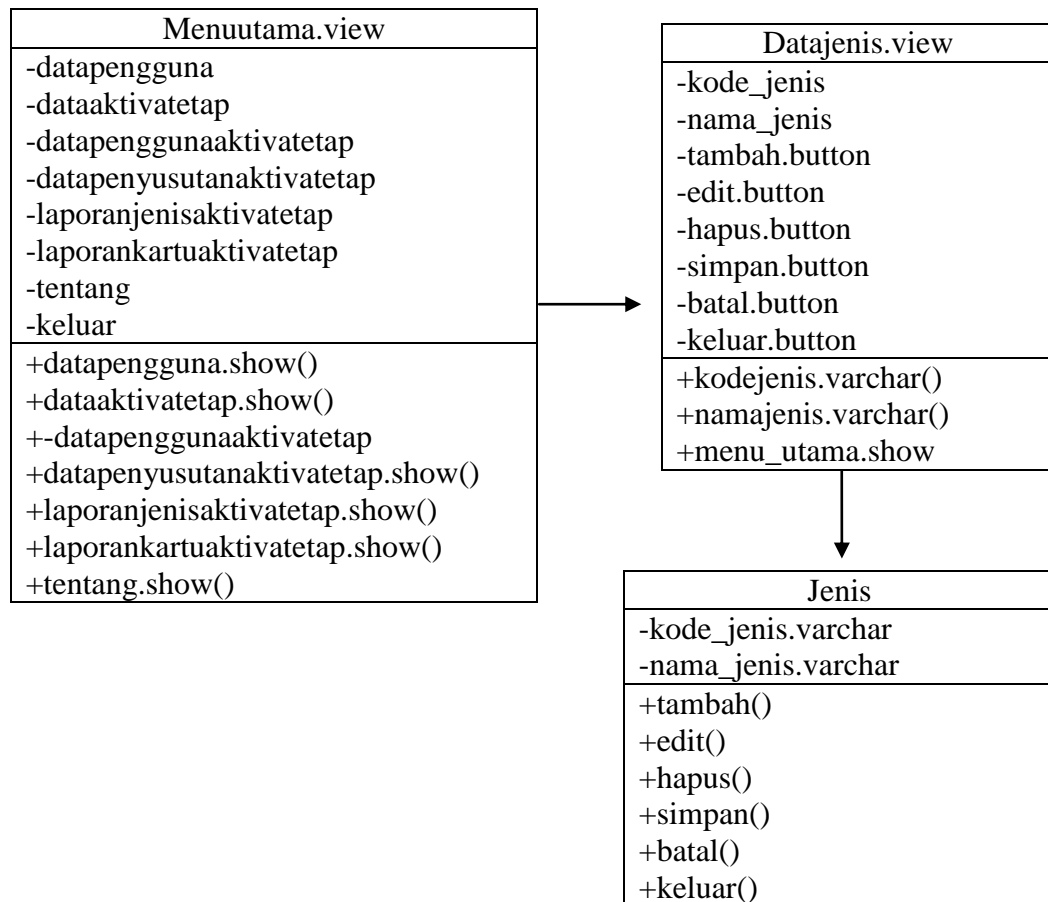 Menuutama.view
-datapengguna
-dataaktivatetap
-datapenggunaaktivatetap
-datapenyusutanaktivatetap
-laporanjenisaktivatetap
-laporankartuaktivatetap
-tentang
-keluar
+datapengguna.show()
+dataaktivatetap.show()
+-datapenggunaaktivatetap
+datapenyusutanaktivatetap.show()
+laporanjenisaktivatetap.show()
+laporankartuaktivatetap.show()
+tentang.show()
Datajenis.view
-kode_jenis
-nama_jenis
-tambah.button
-edit.button
-hapus.button
-simpan.button
-batal.button
-keluar.button
+kodejenis.varchar()
+namajenis.varchar()
+menu_utama.show
Jenis
-kode_jenis.varchar
-nama_jenis.varchar
+tambah()
+edit()
+hapus()
+simpan()
+batal()
+keluar()